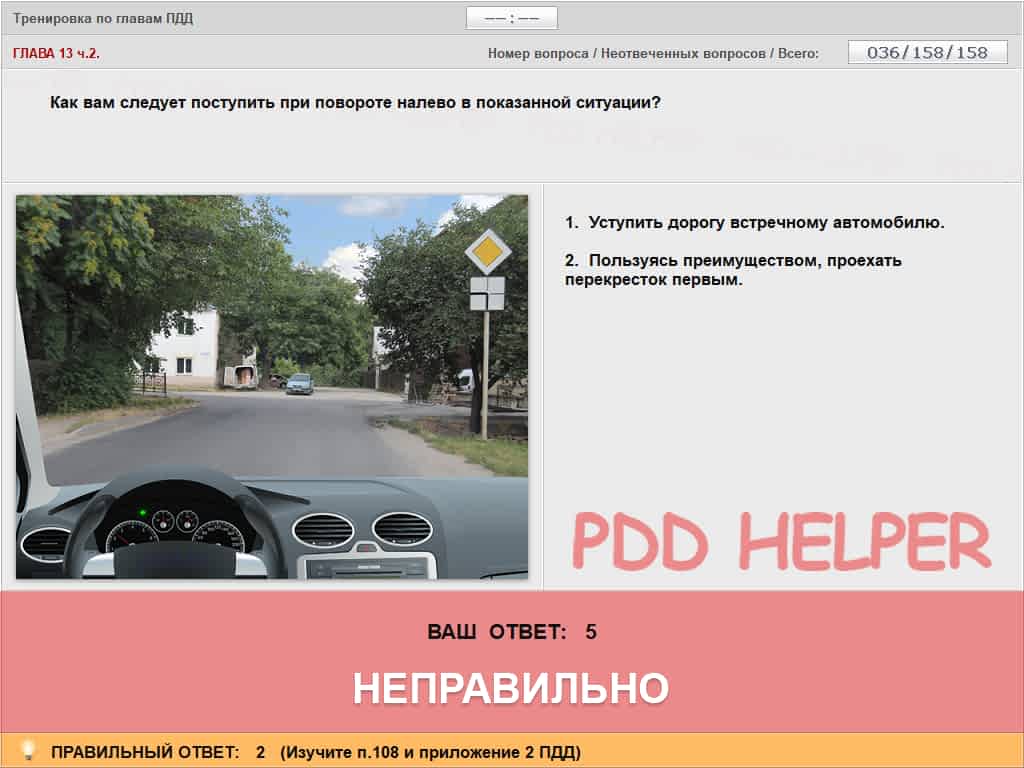 Тренировка по главам ПДД
—— : ——
ГЛАВА 13 ч.2.
Номер вопроса / Неотвеченных вопросов / Всего:
036/158/158
Как вам следует поступить при повороте налево в показанной ситуации?
1. Уступить дорогу встречному автомобилю.
2. Пользуясь преимуществом, проехать
перекресток первым.
PDD HELPER
ВАШ ОТВЕТ: 5
НЕПРАВИЛЬНО
ПРАВИЛЬНЫЙ ОТВЕТ: 2 (Изучите п.108 и приложение 2 ПДД)